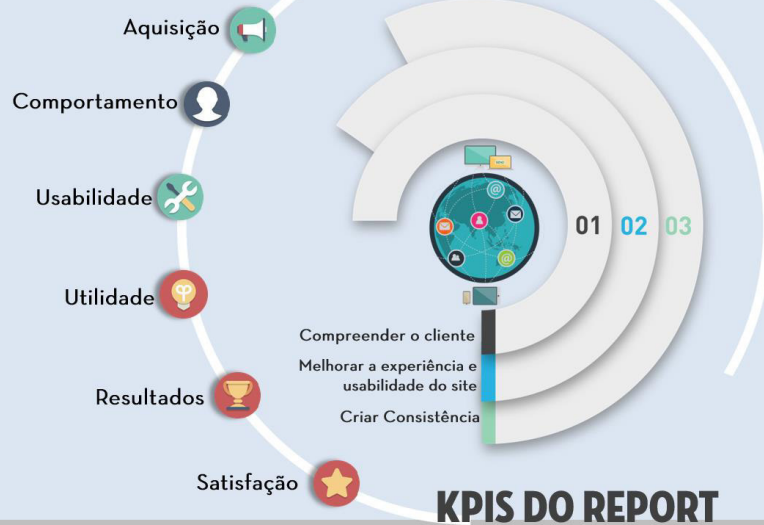 Aquisição
Comportamento
Usabilidade
Utilidade
Resultados
Satisfação
01 02 03
Compreender o cliente
Melhorar a experiência e
usabilidade do site
Criar Consistência
KPIS DO REPORT